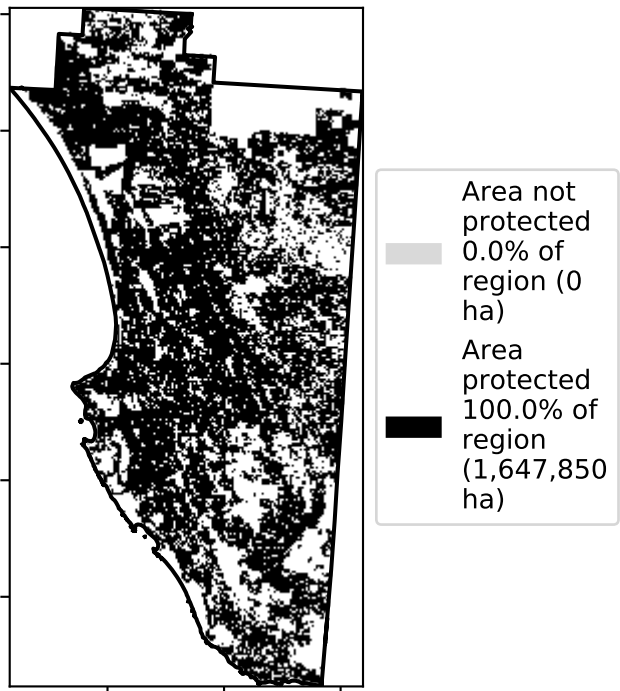 Area not
protected
0.0% of
region (0
ha)
Area
protected
100.0% of
region
(1,647,850
ha)